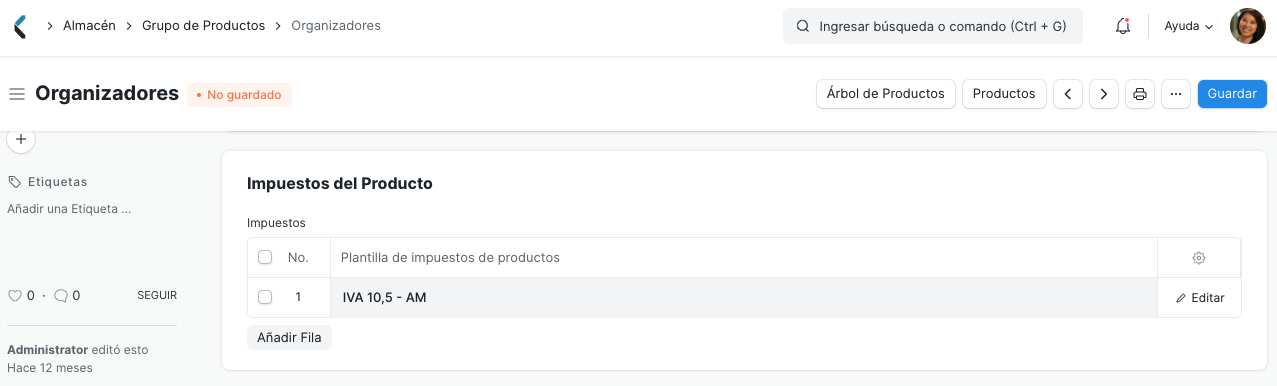 Almacén > Grupo de Productos > Organizadores
Ingresar búsqueda o comando (Ctrl + G)
Ayuda
Organizadores
• No guardado
Árbol de Productos
Productos
...
Guardar
Etiquetas
Añadir una Etiqueta ...
0 · 0
SEGUIR
Administrator editó esto
Hace 12 meses
Impuestos del Producto
Impuestos
No. Plantilla de impuestos de productos
1 IVA 10,5 - AM Editar
Añadir Fila